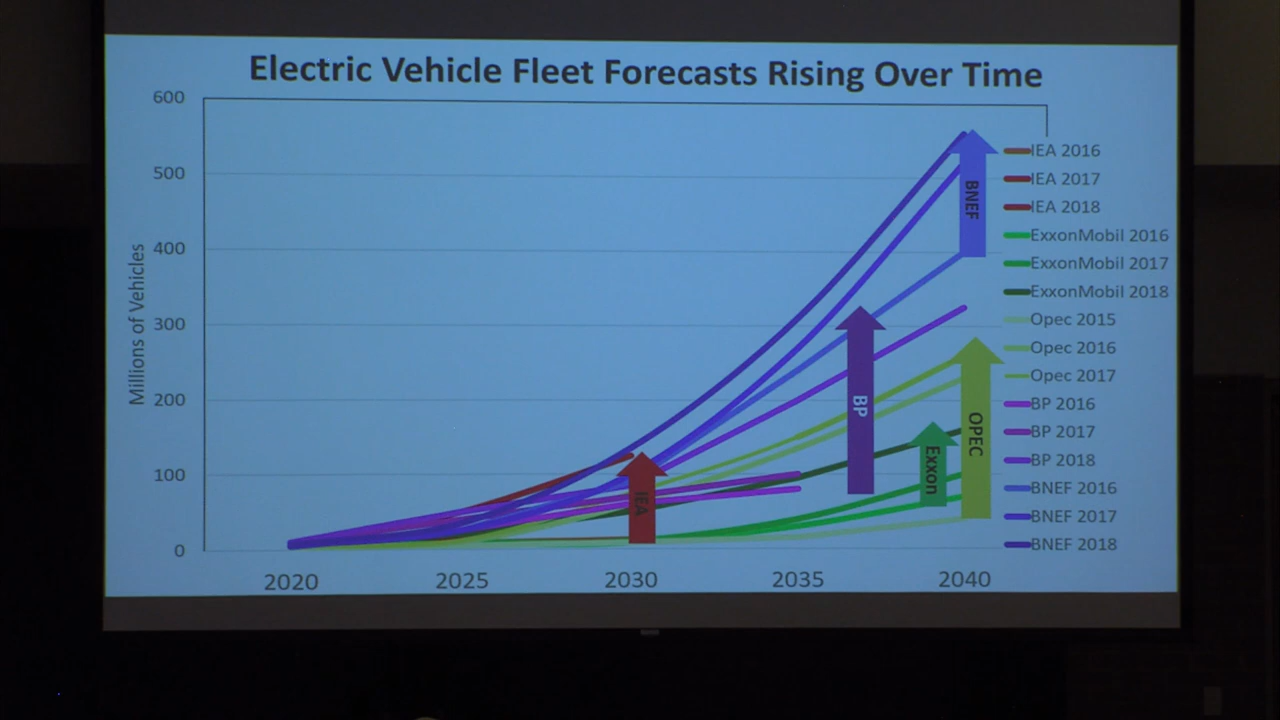 Electric Vehicle Fleet Forecasts Rising Over Time
600
500
400
300
200
100
0
Millions of Vehicles
2020
2025
2030
2035
2040
IEA
BP
Exxon
OPEC
BNEF
IEA 2016
IEA 2017
IEA 2018
ExxonMobil 2016
ExxonMobil 2017
ExxonMobil 2018
Opec 2015
Opec 2016
Opec 2017
BP 2016
BP 2017
BP 2018
BNEF 2016
BNEF 2017
BNEF 2018